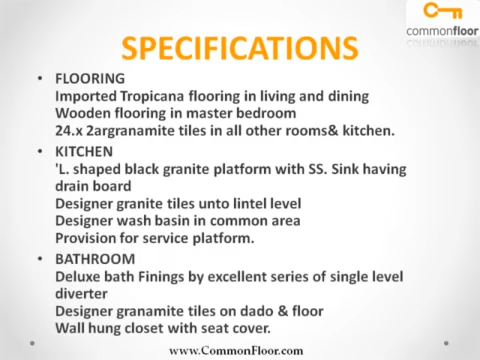 commonfloor
SPECIFICATIONS
• FLOORING
Imported Tropicana flooring in living and dining
Wooden flooring in master bedroom
24.x 2argranamite tiles in all other rooms& kitchen.
• KITCHEN
'L. shaped black granite platform with SS. Sink having
drain board
Designer granite tiles unto lintel level
Designer wash basin in common area
Provision for service platform.
• BATHROOM
Deluxe bath Finings by excellent series of single level
diverter
Designer granamite tiles on dado & floor
Wall hung closet with seat cover.
www.CommonFloor.com